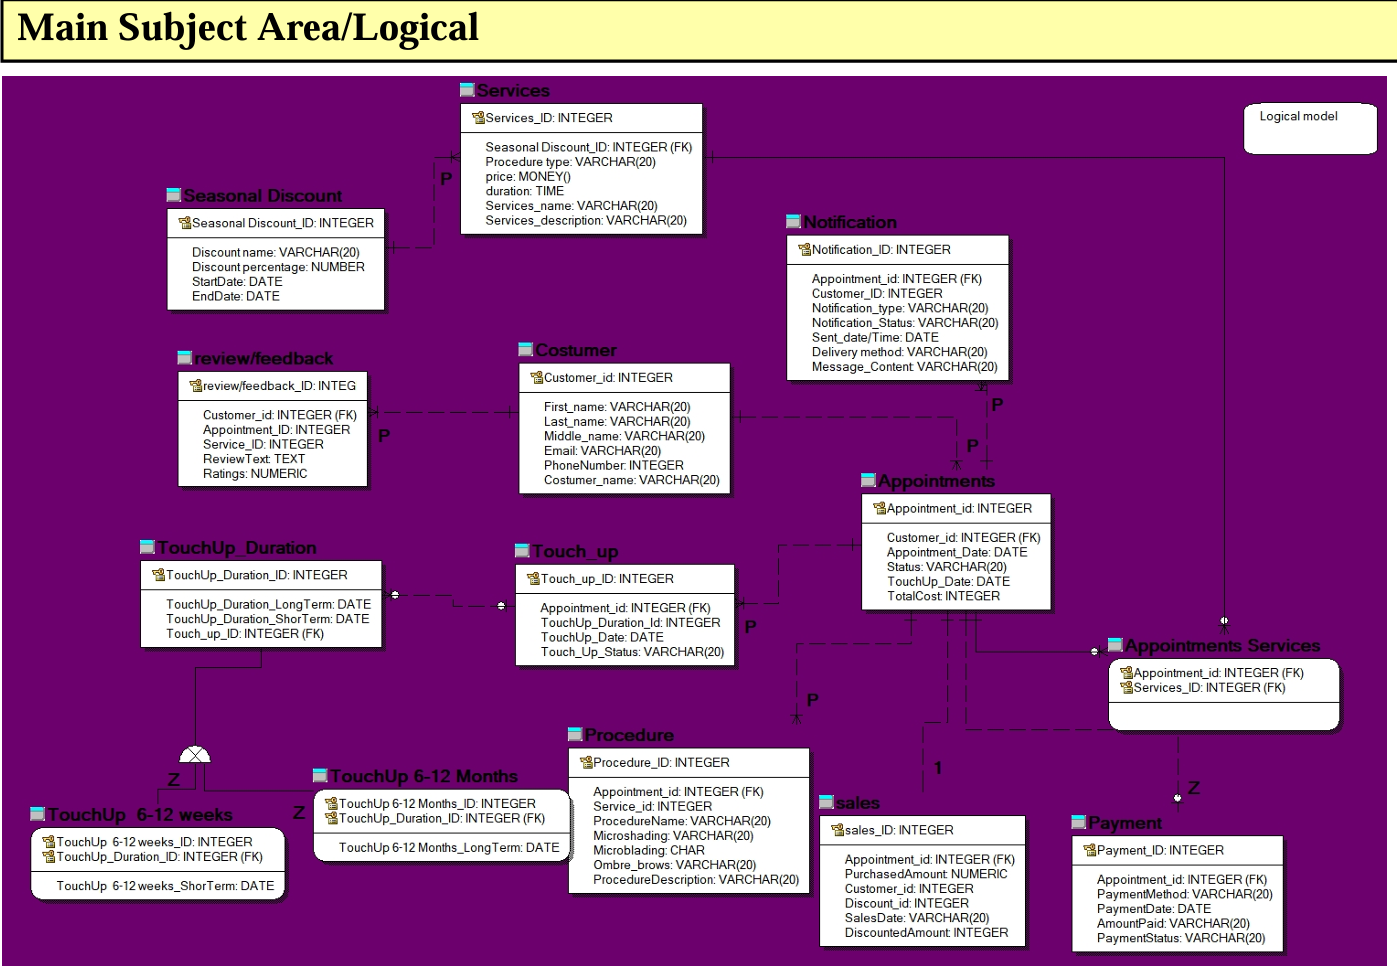 Main Subject Area/Logical
Services
Services_ID: INTEGER
Seasonal Discount_ID: INTEGER (FK)
Procedure type: VARCHAR(20)
price: MONEY()
duration: TIME
Services_name: VARCHAR(20)
Services_description: VARCHAR(20)
Logical model
P
Seasonal Discount
Seasonal Discount_ID: INTEGER
Discount name: VARCHAR(20)
Discount percentage: NUMBER
StartDate: DATE
EndDate: DATE
Notification
Notification_ID: INTEGER
Appointment_id: INTEGER (FK)
Customer_ID: INTEGER
Notification_type: VARCHAR(20)
Notification_Status: VARCHAR(20)
Sent_date/Time: DATE
Delivery method: VARCHAR(20)
Message_Content: VARCHAR(20)
P
review/feedback
review/feedback_ID: INTEG
Customer_id: INTEGER (FK)
Appointment_ID: INTEGER
Service_ID: INTEGER
ReviewText: TEXT
Ratings: NUMERIC
P
Costumer
Customer_id: INTEGER
First_name: VARCHAR(20)
Last_name: VARCHAR(20)
Middle_name: VARCHAR(20)
Email: VARCHAR(20)
PhoneNumber: INTEGER
Costumer_name: VARCHAR(20)
P
Appointments
Appointment_id: INTEGER
Customer_id: INTEGER (FK)
Appointment_Date: DATE
Status: VARCHAR(20)
TouchUp_Date: DATE
TotalCost: INTEGER
TouchUp_Duration
TouchUp_Duration_ID: INTEGER
TouchUp_Duration_LongTerm: DATE
TouchUp_Duration_ShorTerm: DATE
Touch_up_ID: INTEGER (FK)
Touch_up
Touch_up_ID: INTEGER
Appointment_id: INTEGER (FK)
TouchUp_Duration_Id: INTEGER
TouchUp_Date: DATE
Touch_Up_Status: VARCHAR(20)
P
Appointments Services
Appointment_id: INTEGER (FK)
Services_ID: INTEGER (FK)
P
Procedure
Procedure_ID: INTEGER
Appointment_id: INTEGER (FK)
Service_id: INTEGER
ProcedureName: VARCHAR(20)
Microshading: VARCHAR(20)
Microblading: CHAR
Ombre_brows: VARCHAR(20)
ProcedureDescription: VARCHAR(20)
Z
TouchUp 6-12 weeks
TouchUp 6-12 weeks_ID: INTEGER
TouchUp_Duration_ID: INTEGER (FK)
TouchUp 6-12 weeks_ShorTerm: DATE
Z
TouchUp 6-12 Months
TouchUp 6-12 Months_ID: INTEGER
TouchUp_Duration_ID: INTEGER (FK)
TouchUp 6-12 Months_LongTerm: DATE
1
sales
sales_ID: INTEGER
Appointment_id: INTEGER (FK)
PurchasedAmount: NUMERIC
Customer_id: INTEGER
Discount_id: INTEGER
SalesDate: VARCHAR(20)
DiscountedAmount: INTEGER
Z
Payment
Payment_ID: INTEGER
Appointment_id: INTEGER (FK)
PaymentMethod: VARCHAR(20)
PaymentDate: DATE
AmountPaid: VARCHAR(20)
PaymentStatus: VARCHAR(20)